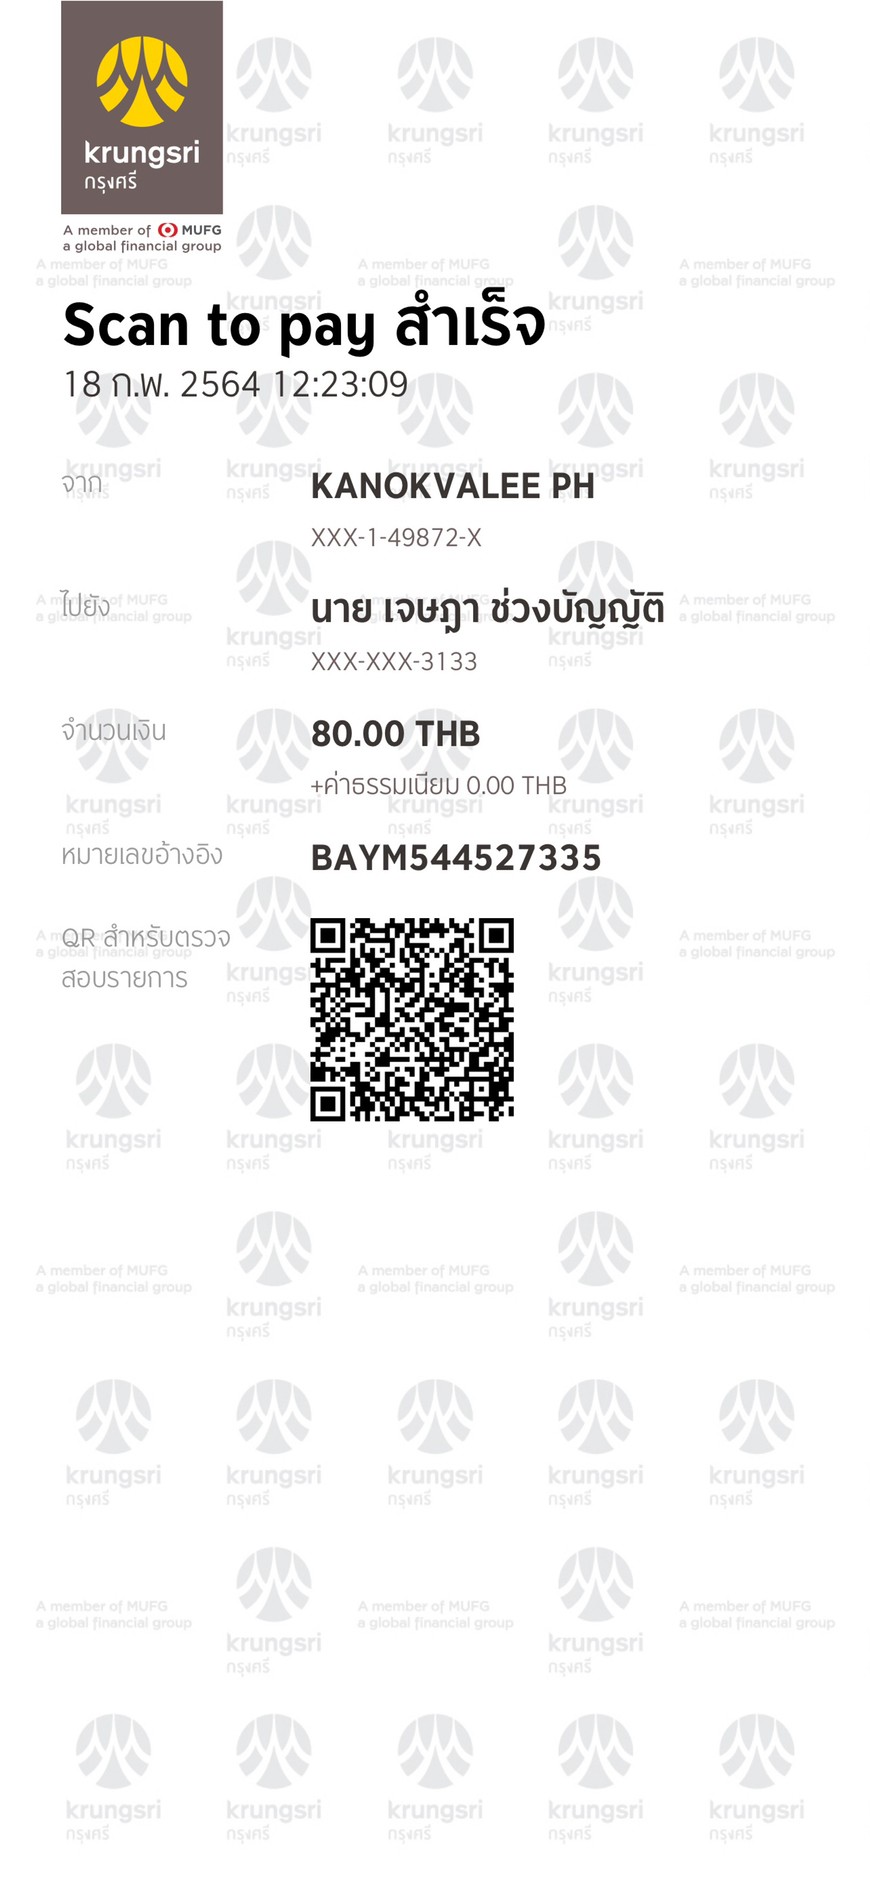 krungsri
กรุงศรี
A member of MUFG
a global financial group
Scan to pay สำเร็จ
18 ก.พ. 2564 12:23:09
จาก
KANOKVALEE PH
XXX-1-49872-X
ไปยัง
นาย เจษฎา ช่วงบัญญัติ
XXX-XXX-3133
จำนวนเงิน
80.00 THB
+ค่าธรรมเนียม 0.00 THB
หมายเลขอ้างอิง
BAYM544527335
QR สำหรับตรวจ
สอบรายการ